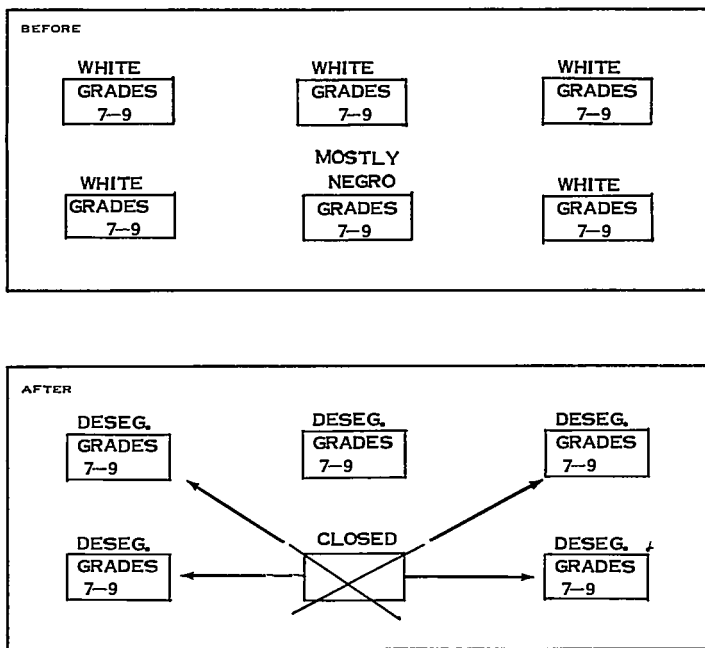 BEFORE
WHITE
GRADES
7—9
WHITE
GRADES
7—9
WHITE
GRADES
7—9
WHITE
GRADES
7—9
MOSTLY
NEGRO
GRADES
7—9
WHITE
GRADES
7—9
AFTER
DESEG.
GRADES
7—9
DESEG.
GRADES
7—9
DESEG.
GRADES
7—9
DESEG.
GRADES
7—9
CLOSED
DESEG.
GRADES
7—9